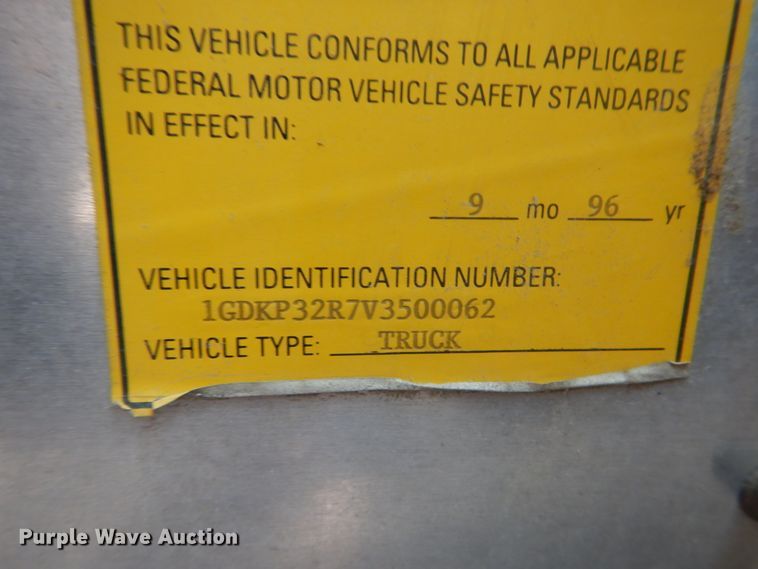 THIS VEHICLE CONFORMS TO ALL APPLICABLE
FEDERAL MOTOR VEHICLE SAFETY STANDARDS
IN EFFECT IN:
9 mo 96 yr
VEHICLE IDENTIFICATION NUMBER:
1GDKP32R7V3500062
VEHICLE TYPE: TRUCK
Purple Wave Auction